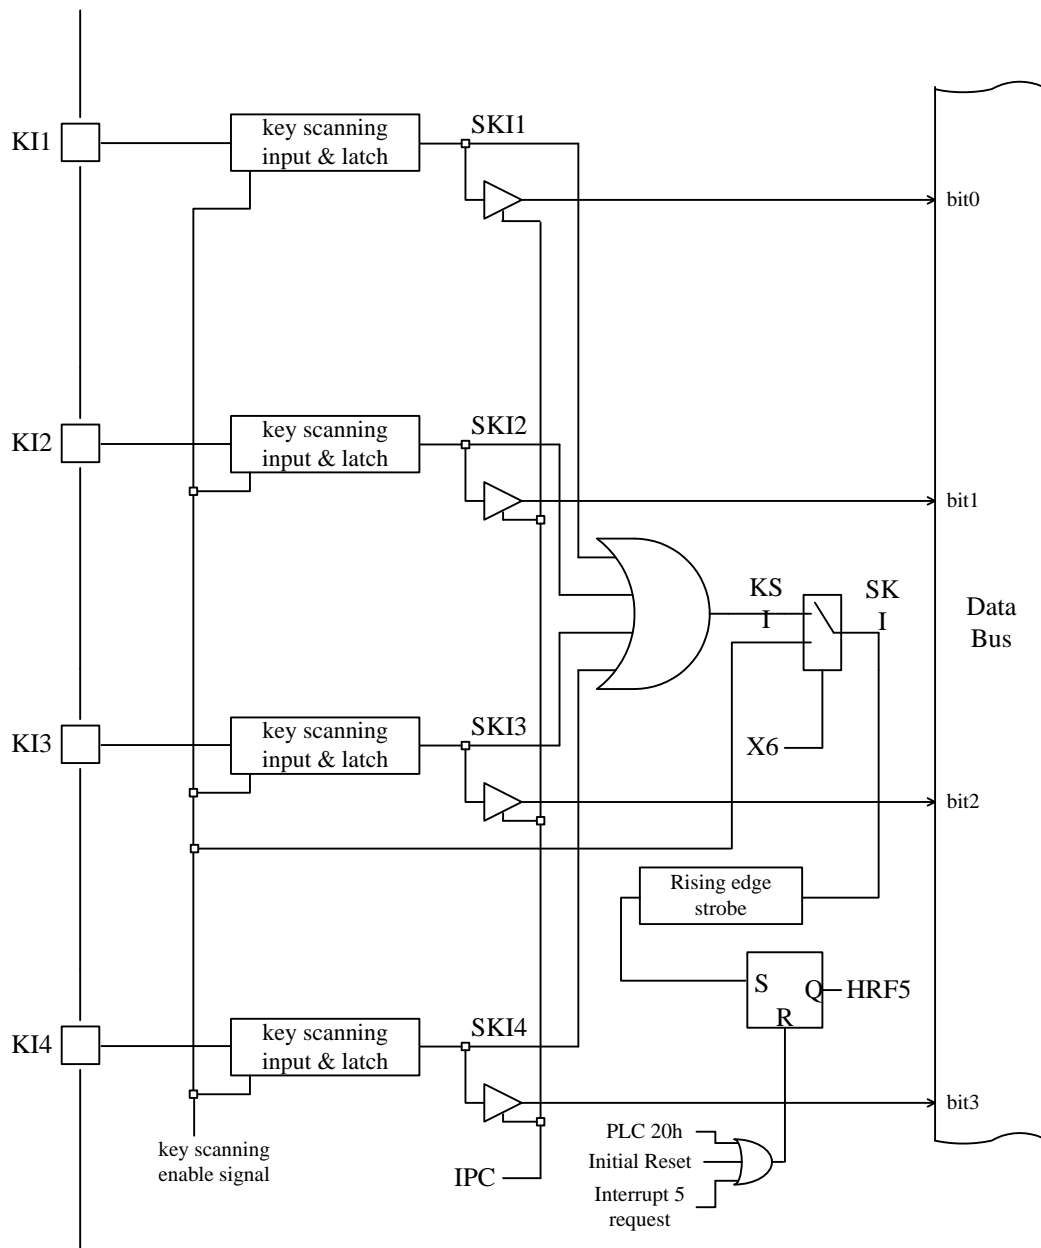 KI1
key scanning
input & latch
SKI1
bit0
KI2
key scanning
input & latch
SKI2
bit1
KS
I
SK
I
Data
Bus
KI3
key scanning
input & latch
SKI3
X6
bit2
Rising edge
strobe
S
Q
HRF5
R
KI4
key scanning
input & latch
SKI4
bit3
key scanning
enable signal
IPC
PLC 20h
Initial Reset
Interrupt 5
request